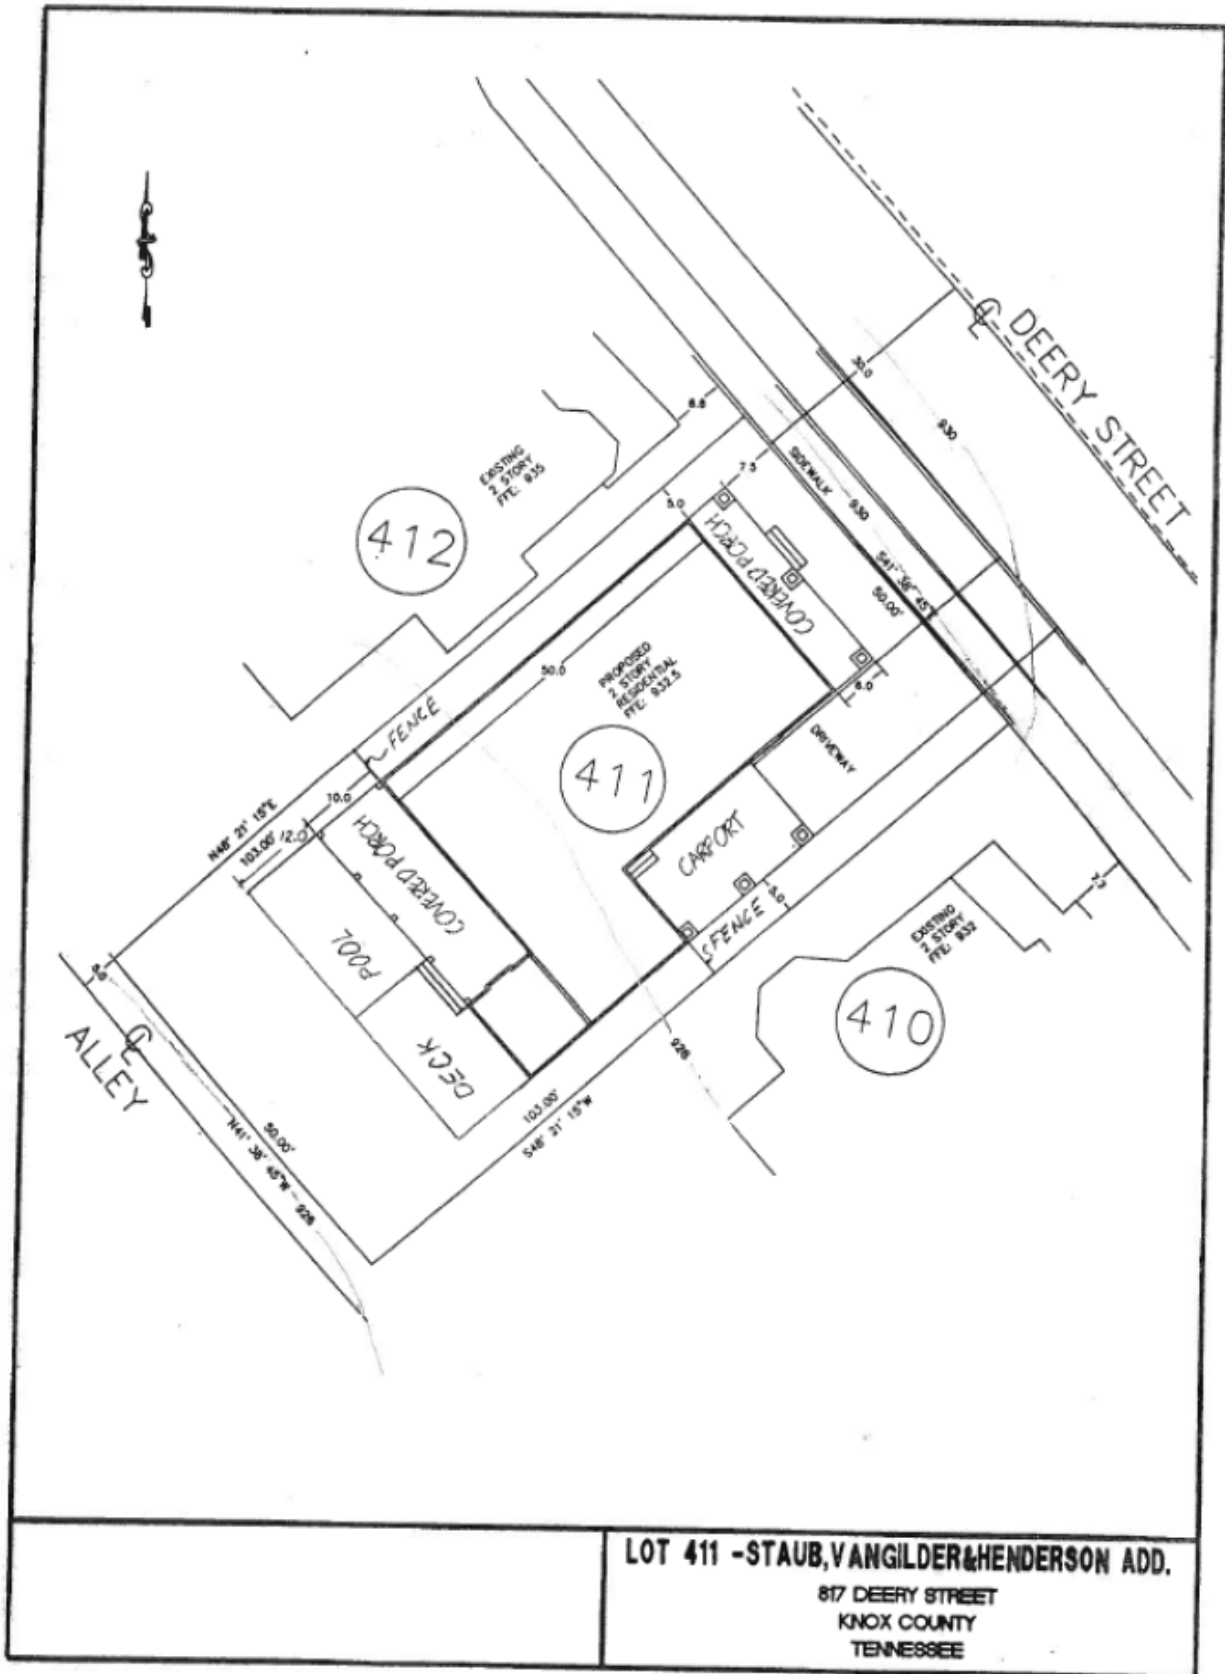 ℄ DEERY STREET
30.0
930
SIDEWALK
930
S41° 38' 45"E
50.00'
6.8
7.5
5.0
EXISTING
2 STORY
FFE: 935
412
COVERED PORCH
50.0
PROPOSED
2 STORY
RESIDENTIAL
FFE: 932.5
411
6.0
DRIVEWAY
FENCE
CARPORT
N48° 21' 15"E
103.00'
10.0
12.0
COVERED PORCH
5.0
FENCE
7.3
EXISTING
2 STORY
FFE: 932
410
POOL
DECK
5.0
℄
ALLEY
926
103.00'
S48° 21' 15"W
50.00'
N41° 38' 45"W
926
LOT 411 -STAUB,VANGILDER&HENDERSON ADD.
817 DEERY STREET
KNOX COUNTY
TENNESSEE